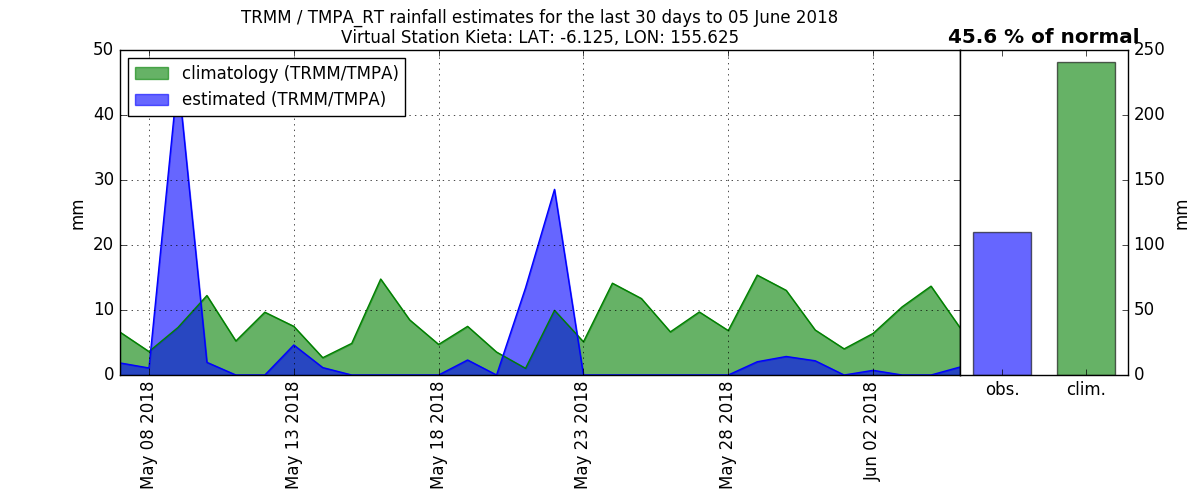 TRMM / TMPA_RT rainfall estimates for the last 30 days to 05 June 2018
Virtual Station Kieta: LAT: -6.125, LON: 155.625
45.6 % of normal
climatology (TRMM/TMPA)
estimated (TRMM/TMPA)
50
40
30
20
10
0
mm
May 08 2018
May 13 2018
May 18 2018
May 23 2018
May 28 2018
Jun 02 2018
250
200
150
100
50
0
mm
obs.
clim.